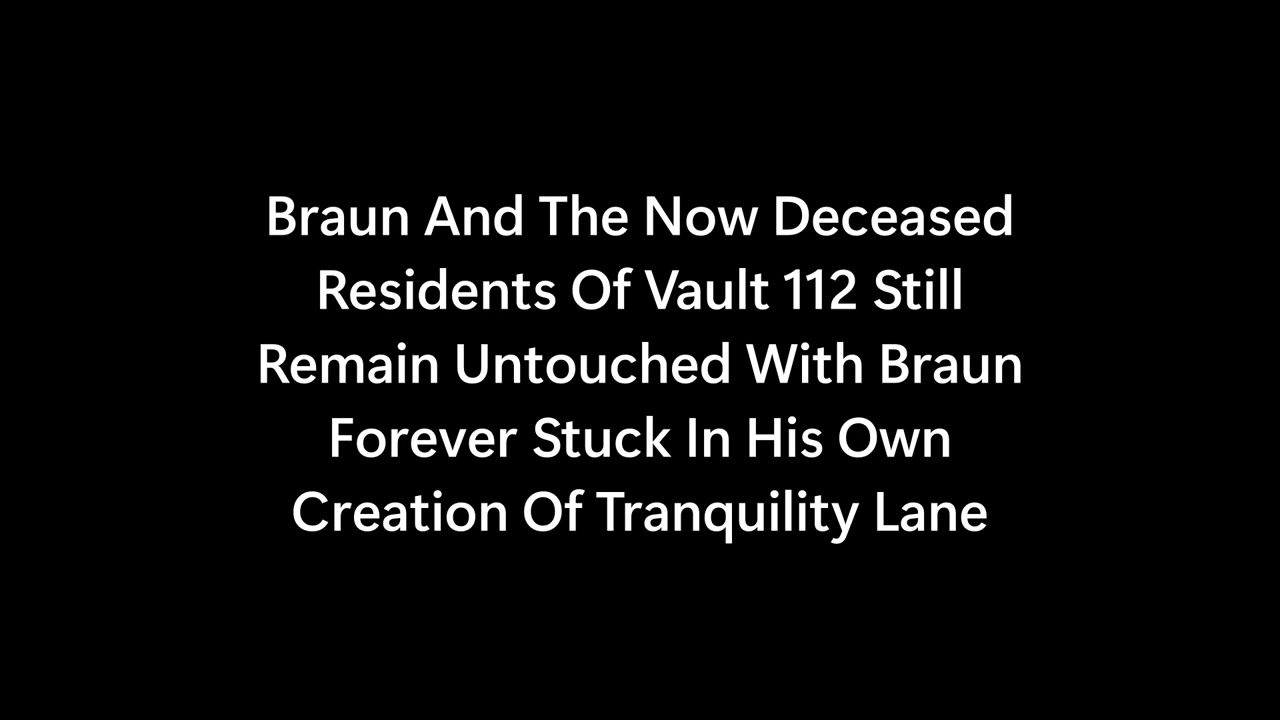 Braun And The Now Deceased
Residents Of Vault 112 Still
Remain Untouched With Braun
Forever Stuck In His Own
Creation Of Tranquility Lane